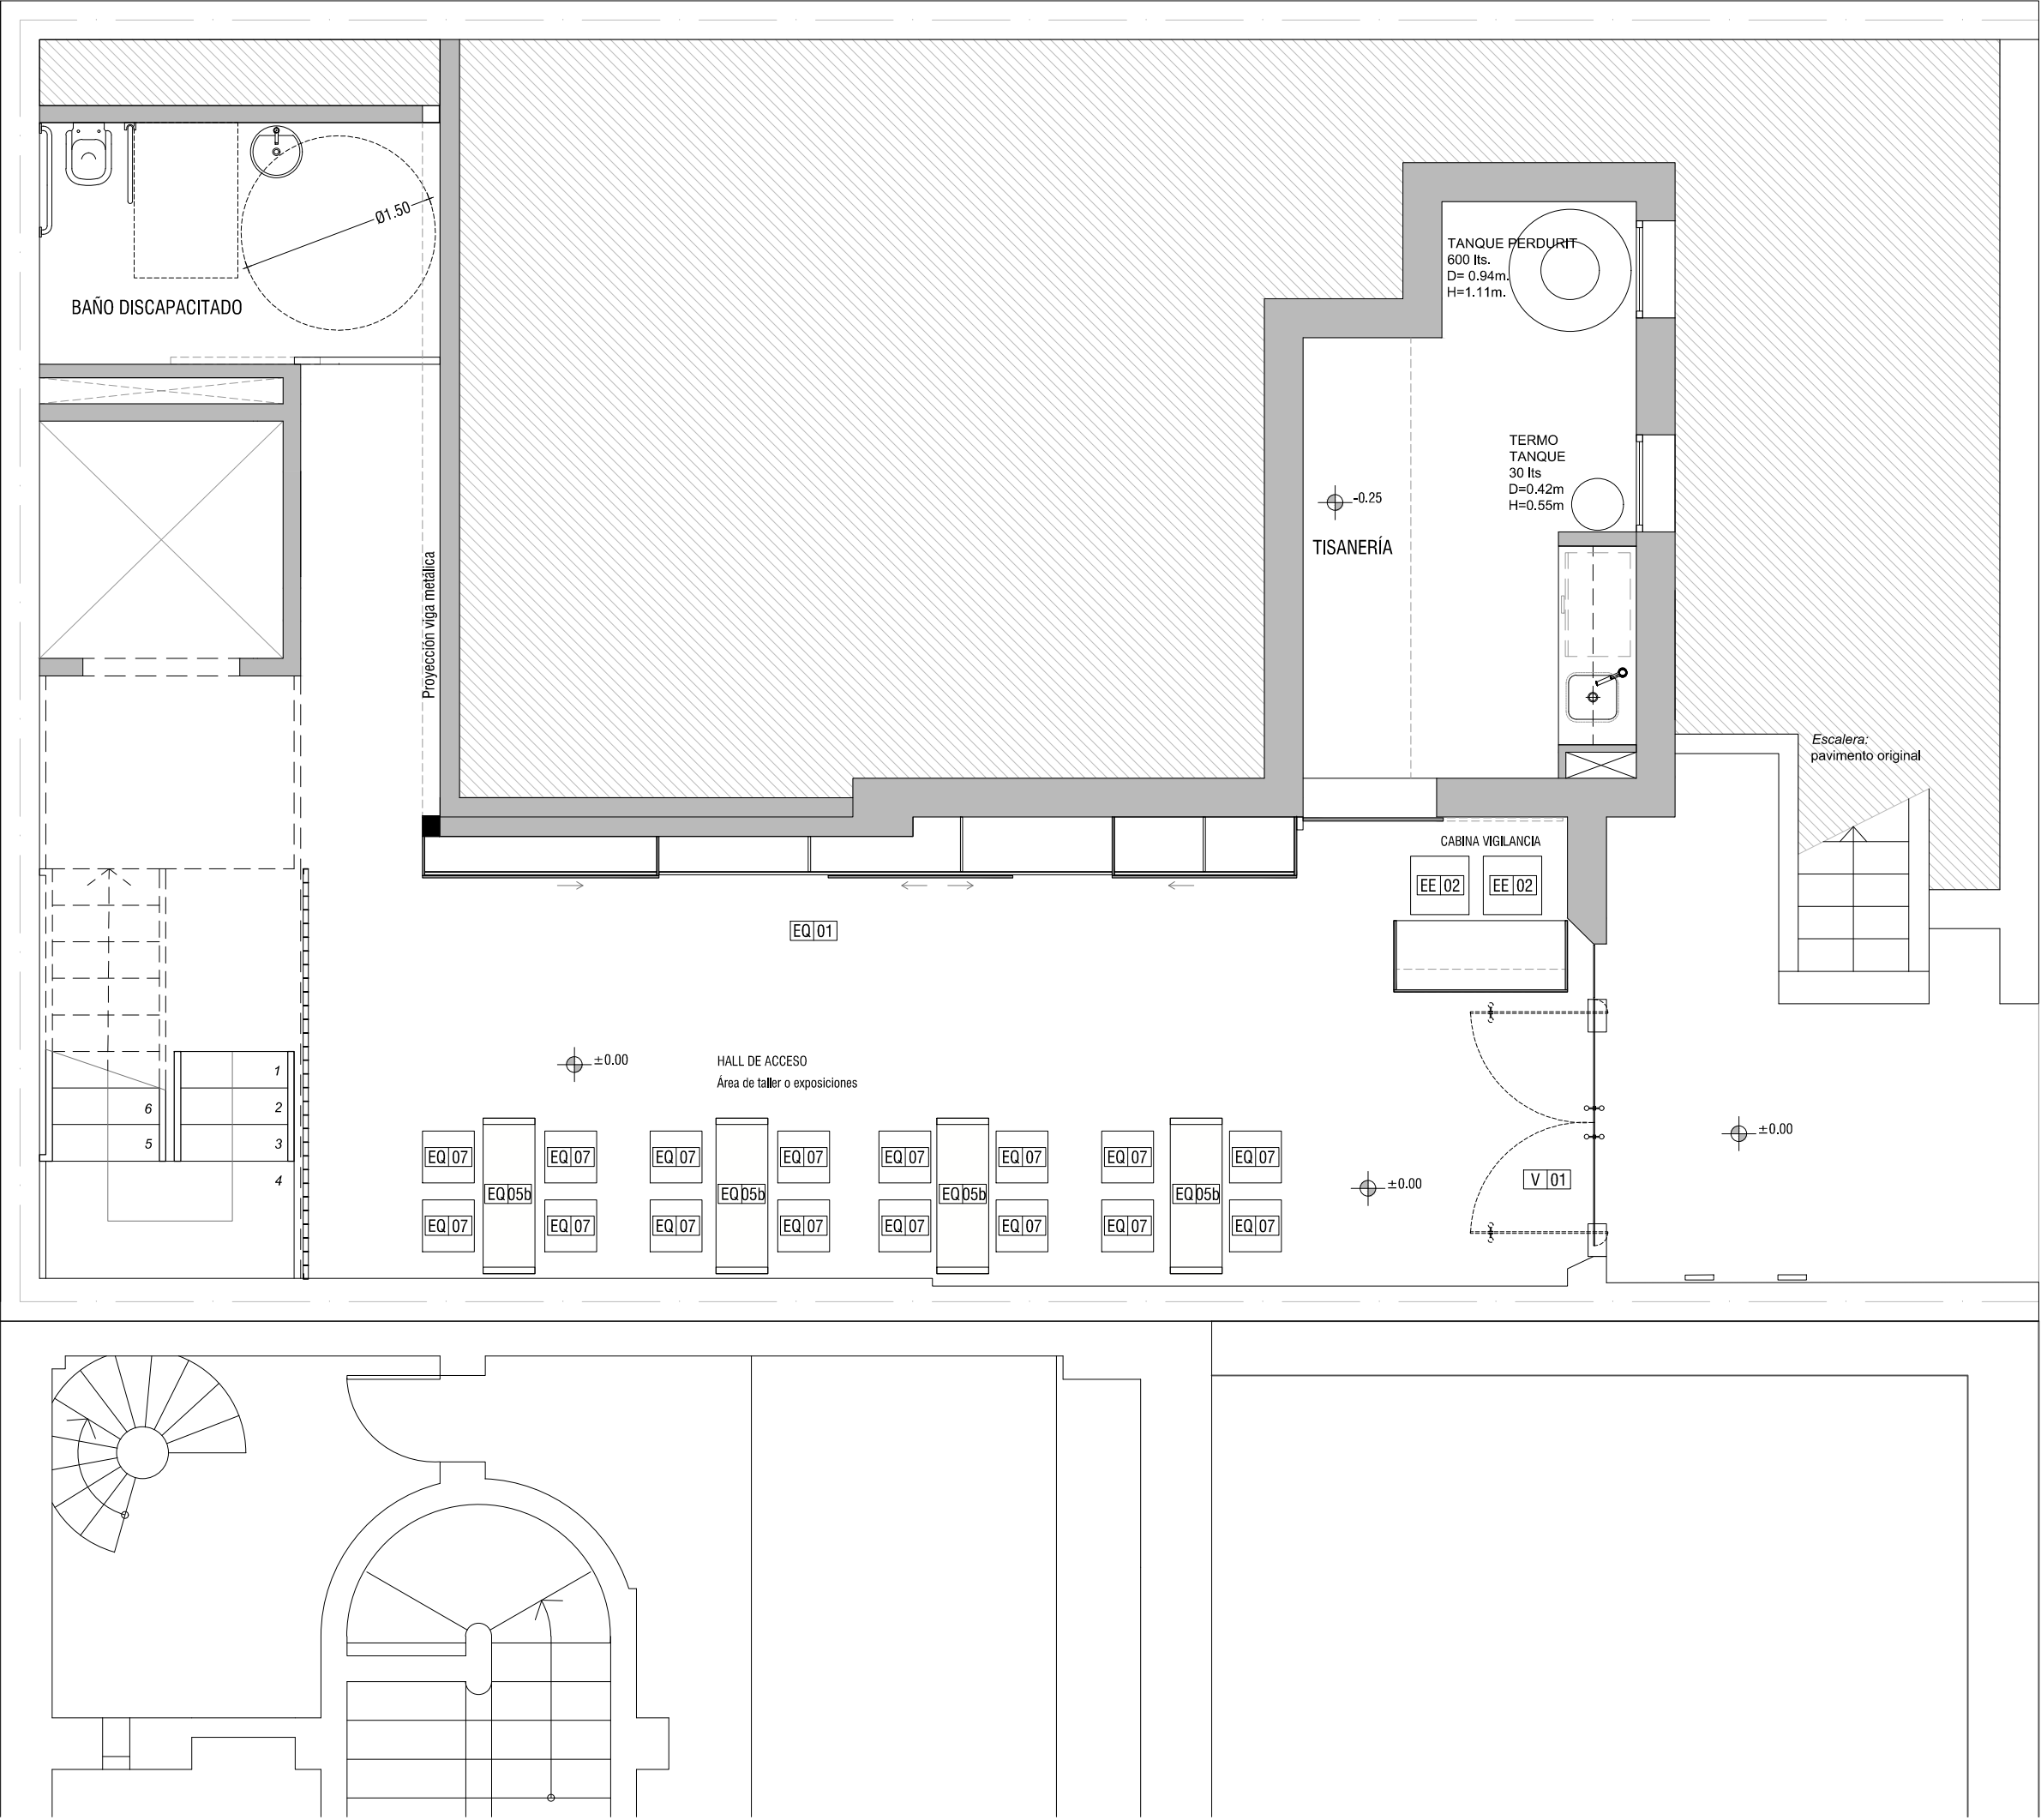 Ø1.50
BAÑO DISCAPACITADO
TANQUE PERDURIT
600 lts.
D= 0.94m.
H=1.11m.
TERMO
TANQUE
30 lts
D=0.42m
H=0.55m
-0.25
TISANERÍA
Proyección viga metálica
Escalera:
pavimento original
CABINA VIGILANCIA
EE 02
EE 02
EQ 01
±0.00
HALL DE ACCESO
Área de taller o exposiciones
1
2
3
4
5
6
±0.00
±0.00
V 01
EQ 07
EQ 07
EQ 07
EQ 07
EQ 07
EQ 07
EQ 07
EQ 07
EQ 05b
EQ 05b
EQ 05b
EQ 05b
EQ 07
EQ 07
EQ 07
EQ 07
EQ 07
EQ 07
EQ 07
EQ 07